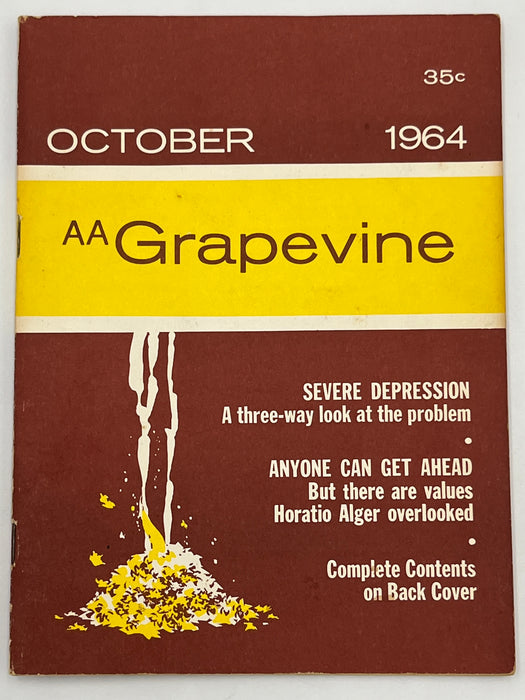 35c
OCTOBER 1964
AA Grapevine
SEVERE DEPRESSION
A three-way look at the problem
•
ANYONE CAN GET AHEAD
But there are values
Horatio Alger overlooked
•
Complete Contents
on Back Cover